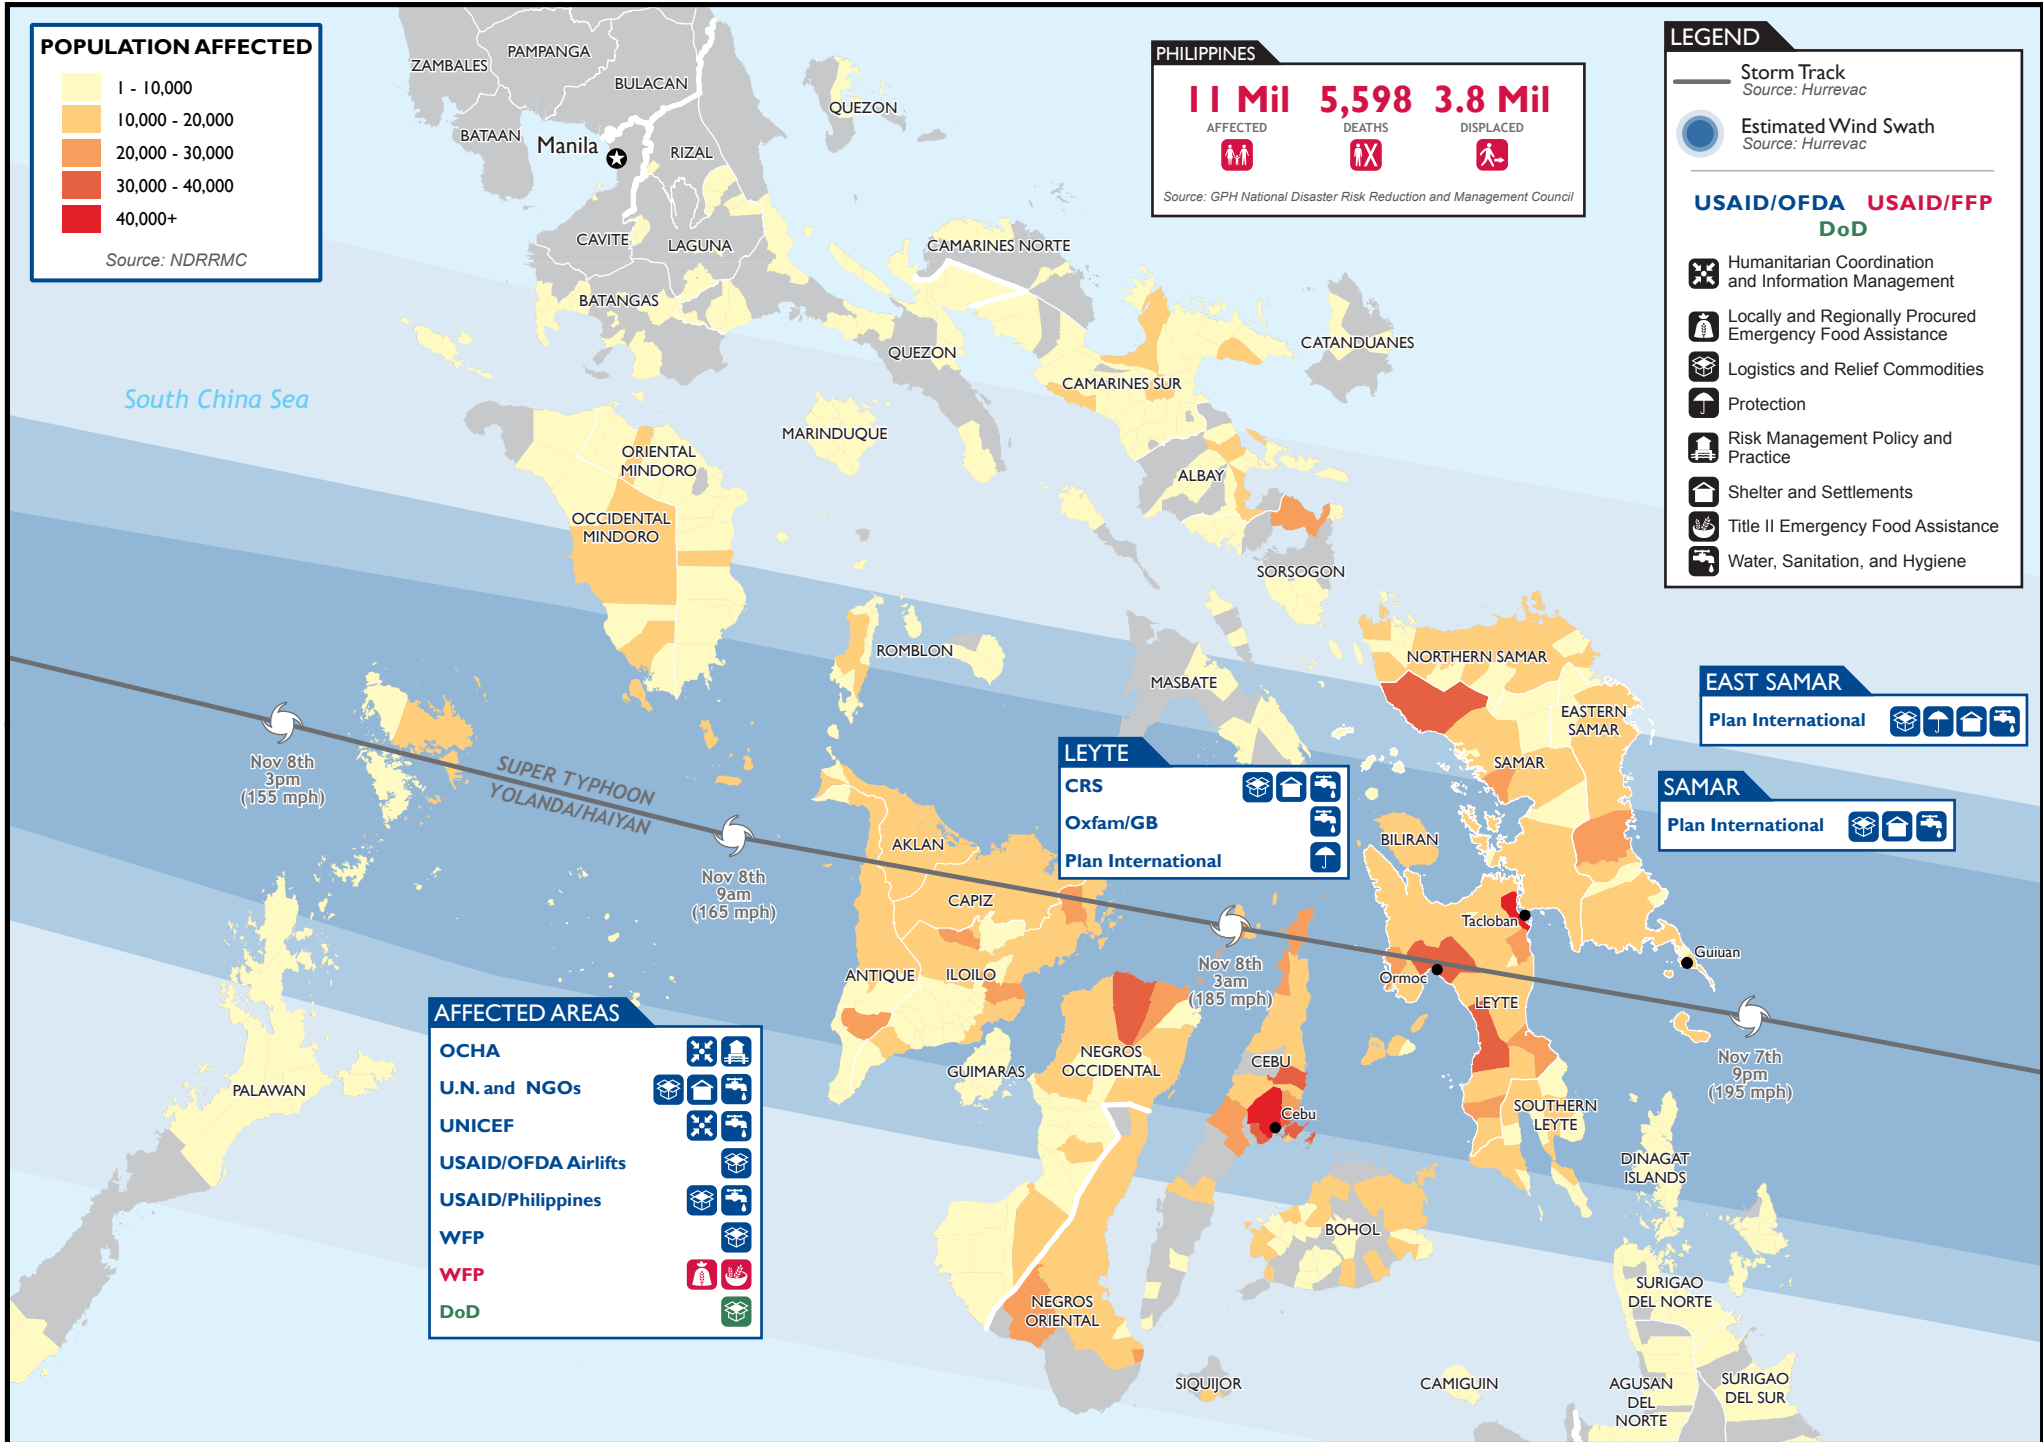 POPULATION AFFECTED
1 - 10,000
10,000 - 20,000
20,000 - 30,000
30,000 - 40,000
40,000+
Source: NDRRMC
PHILIPPINES
11 Mil 5,598 3.8 Mil
AFFECTED DEATHS DISPLACED
Source: GPH National Disaster Risk Reduction and Management Council
LEGEND
Storm Track
Source: Hurrevac
Estimated Wind Swath
Source: Hurrevac
USAID/OFDA USAID/FFP
DoD
Humanitarian Coordination
and Information Management
Locally and Regionally Procured
Emergency Food Assistance
Logistics and Relief Commodities
Protection
Risk Management Policy and
Practice
Shelter and Settlements
Title II Emergency Food Assistance
Water, Sanitation, and Hygiene
ZAMBALES
PAMPANGA
BULACAN
QUEZON
BATAAN
Manila
RIZAL
CAVITE
LAGUNA
CAMARINES NORTE
BATANGAS
QUEZON
CATANDUANES
CAMARINES SUR
South China Sea
MARINDUQUE
ORIENTAL
MINDORO
ALBAY
OCCIDENTAL
MINDORO
SORSOGON
ROMBLON
MASBATE
NORTHERN SAMAR
EASTERN
SAMAR
SAMAR
EAST SAMAR
Plan International
SAMAR
Plan International
LEYTE
CRS
Oxfam/GB
Plan International
Nov 8th
3pm
(155 mph)
SUPER TYPHOON
YOLANDA/HAIYAN
Nov 8th
9am
(165 mph)
AKLAN
CAPIZ
ANTIQUE
ILOILO
BILIRAN
Tacloban
Guiuan
Ormoc
LEYTE
Nov 8th
3am
(185 mph)
Nov 7th
9pm
(195 mph)
GUIMARAS
NEGROS
OCCIDENTAL
CEBU
Cebu
SOUTHERN
LEYTE
DINAGAT
ISLANDS
PALAWAN
AFFECTED AREAS
OCHA
U.N. and NGOs
UNICEF
USAID/OFDA Airlifts
USAID/Philippines
WFP
WFP
DoD
BOHOL
NEGROS
ORIENTAL
SIQUIJOR
CAMIGUIN
SURIGAO
DEL NORTE
AGUSAN
DEL
NORTE
SURIGAO
DEL SUR